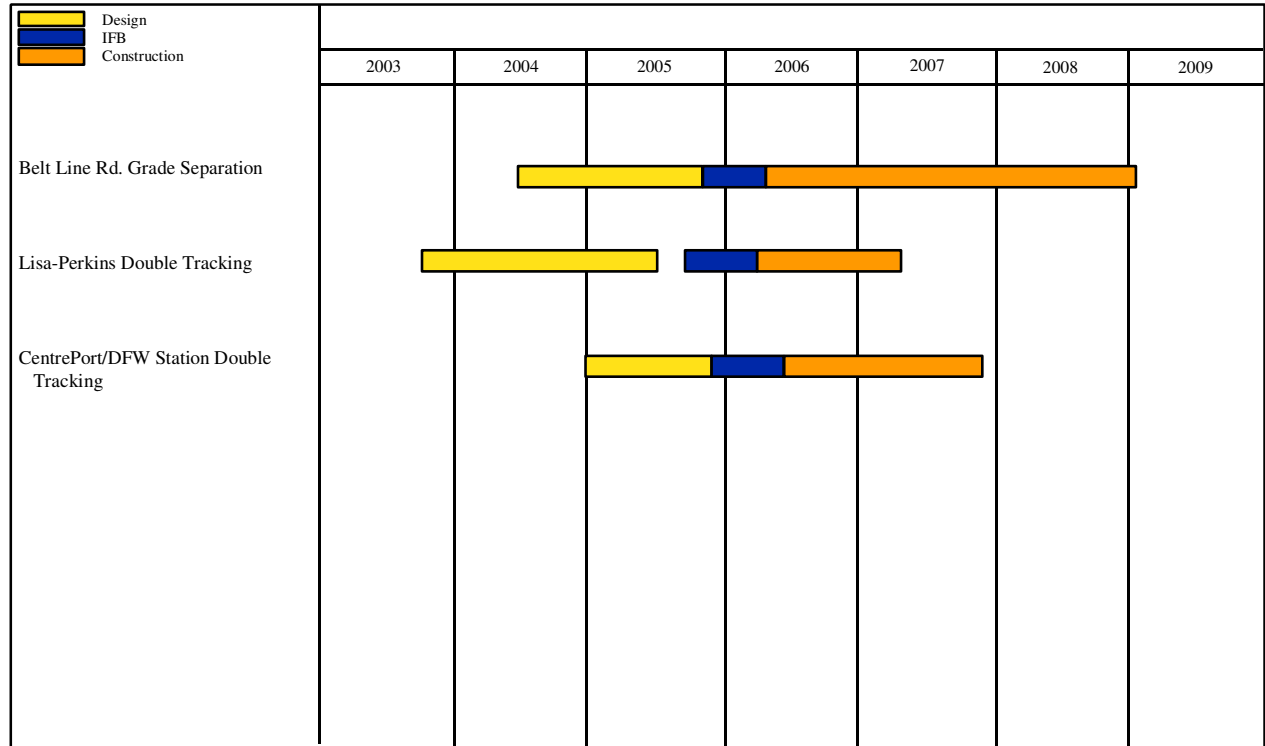 Design
IFB
Construction
2003 2004 2005 2006 2007 2008 2009
Belt Line Rd. Grade Separation
Lisa-Perkins Double Tracking
CentrePort/DFW Station Double
Tracking